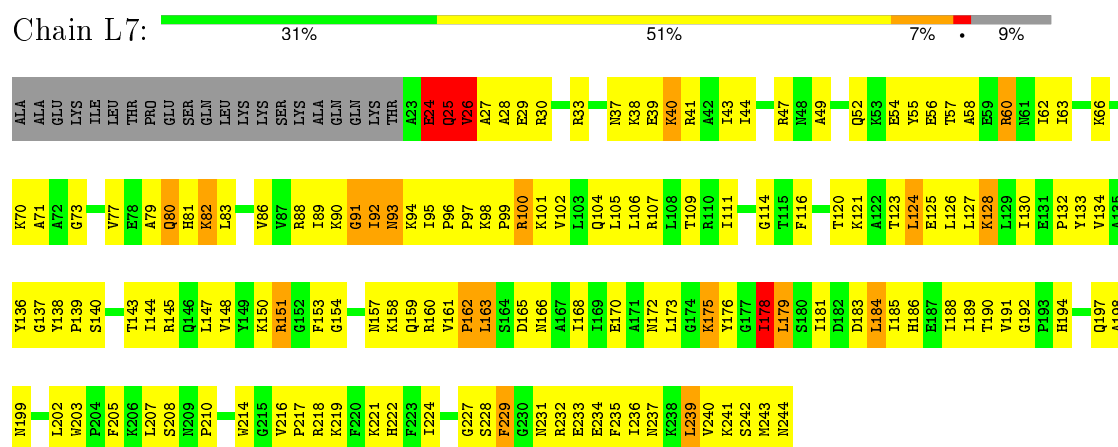 Chain L7:
31% 51% 7% • 9%
ALA ALA GLU LYS ILE LEU THR PRO GLU SER GLN LEU LYS LYS SER LYS ALA GLN GLN LYS THR A23 E24 Q25 V26 A27 A28 E29 R30 R33 N37 K38 E39 K40 R41 A42 I43 I44 R47 N48 A49 Q52 K53 E54 Y55 E56 T57 A58 E59 R60 N61 I62 I63 K66
K70 A71 A72 G73 V77 E78 A79 Q80 H81 K82 L83 V86 V87 R88 I89 K90 G91 I92 N93 K94 I95 P96 P97 K98 P99 R100 K101 V102 L103 Q104 L105 L106 R107 L108 T109 R110 I111 G114 T115 F116 T120 K121 A122 T123 L124 E125 L126 L127 K128 L129 I130 E131 P132 Y133 V134 A135
Y136 G137 Y138 P139 S140 T143 I144 R145 Q146 L147 V148 Y149 K150 R151 G152 F153 G154 N157 K158 Q159 R160 V161 P162 L163 S164 D165 N166 A167 I168 I169 E170 A171 N172 L173 G174 K175 Y176 G177 I178 L179 S180 I181 D182 D183 L184 I185 H186 E187 I188 I189 T190 V191 G192 P193 H194 Q197 A198
N199 L202 W203 P204 F205 K206 L207 S208 N209 P210 W214 G215 V216 P217 R218 K219 F220 K221 H222 F223 I224 G227 S228 F229 G230 N231 R232 E233 E234 F235 I236 N237 K238 L239 V240 K241 S242 M243 N244